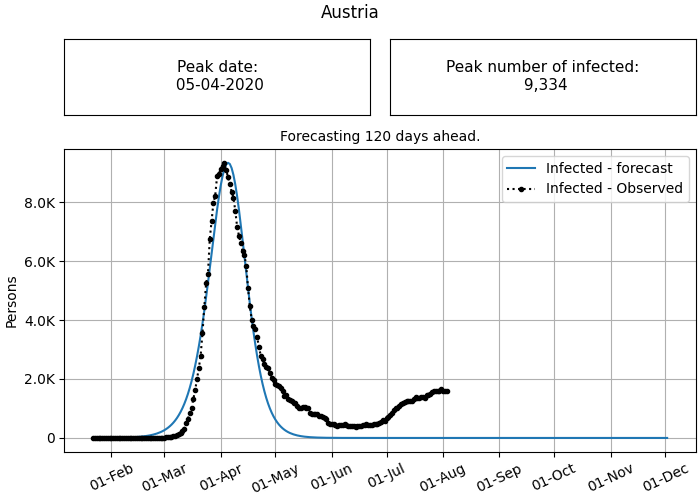 Austria
Peak date:
05-04-2020
Peak number of infected:
9,334
Forecasting 120 days ahead.
Infected - forecast
Infected - Observed
Persons
8.0K
6.0K
4.0K
2.0K
0
01-Feb
01-Mar
01-Apr
01-May
01-Jun
01-Jul
01-Aug
01-Sep
01-Oct
01-Nov
01-Dec